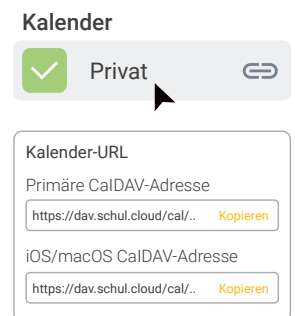 Kalender
Privat
Kalender-URL
Primäre CalDAV-Adresse
https://dav.schul.cloud/cal/.. Kopieren
iOS/macOS CalDAV-Adresse
https://dav.schul.cloud/cal/.. Kopieren